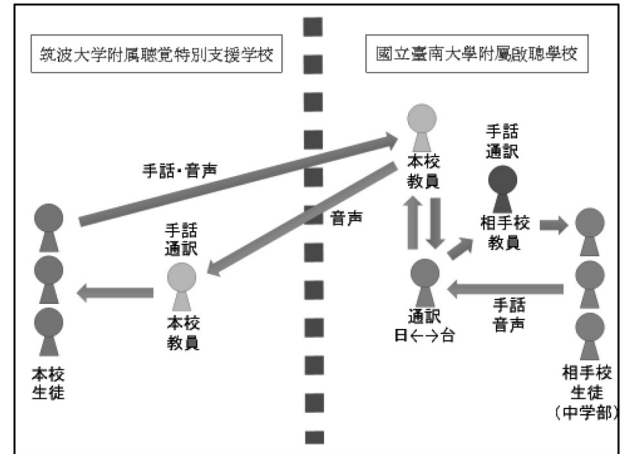 筑波大学附属聴覚特別支援学校
國立臺南大學附屬啟聰學校
手話・音声
本校
教員
手話
通訳
相手校
教員
音声
手話
通訳
本校
教員
通訳
日←→台
手話
音声
本校
生徒
相手校
生徒
(中学部)